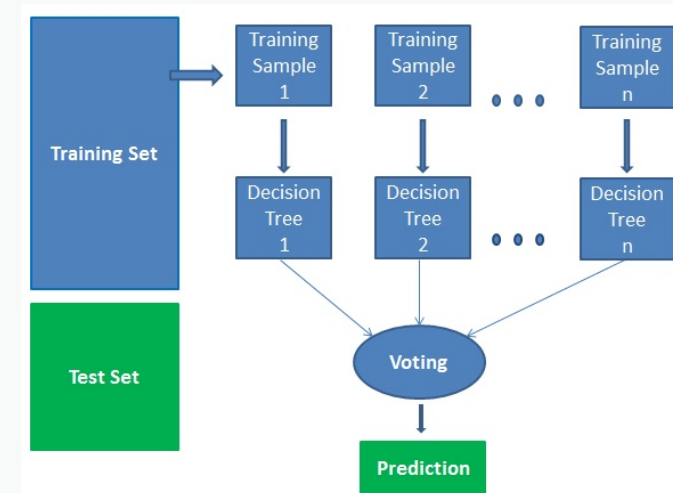 Training Set
Test Set
Training
Sample
1
Training
Sample
2
Training
Sample
n
Decision
Tree
1
Decision
Tree
2
Decision
Tree
n
Voting
Prediction